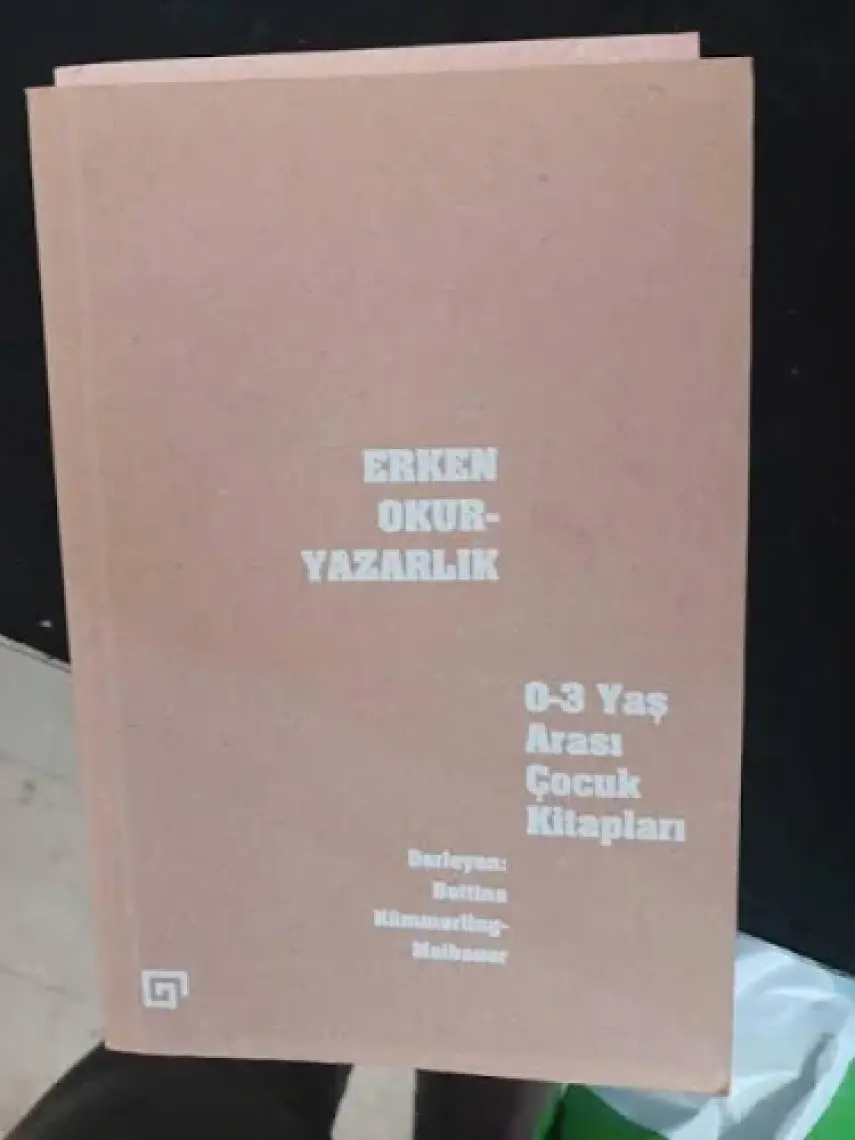 ERKEN
OKUR-
YAZARLIK
0-3 Yaş
Arası
Çocuk
Kitapları
Derleyen:
Bettina
Kümmerling-
Meibauer